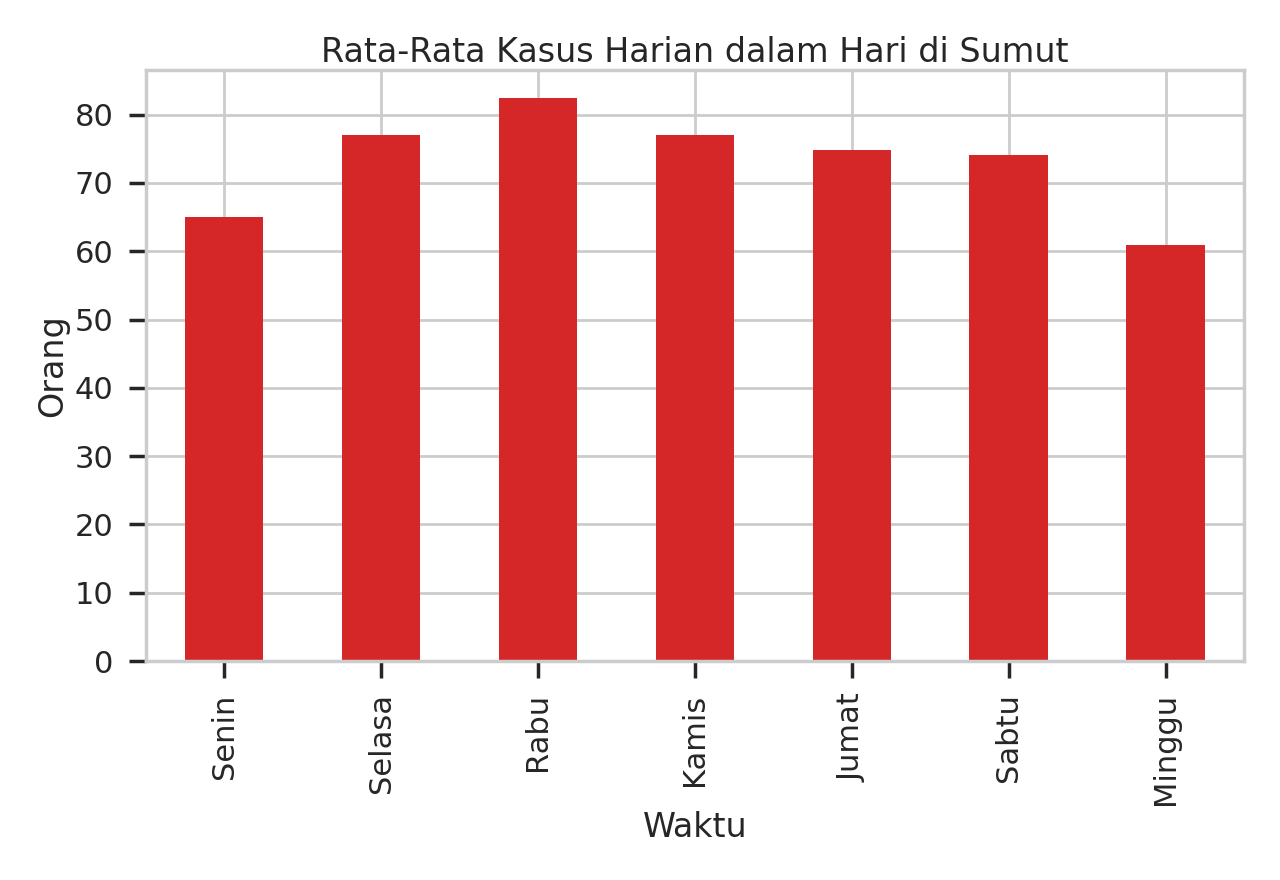 Rata-Rata Kasus Harian dalam Hari di Sumut
80
70
60
50
40
30
20
10
0
Orang
Senin
Selasa
Rabu
Kamis
Jumat
Sabtu
Minggu
Waktu